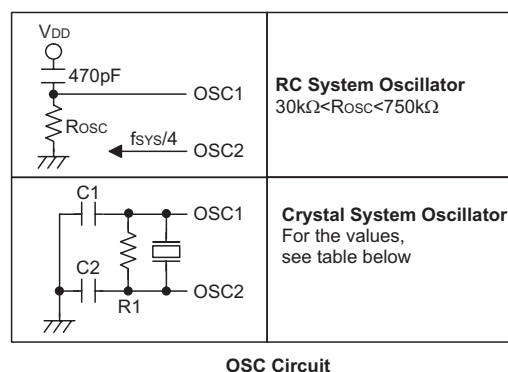 VDD
470pF
OSC1
ROSC
fSYS/4
OSC2
RC System Oscillator
30kΩ<ROSC<750kΩ
C1
OSC1
C2
R1
OSC2
Crystal System Oscillator
For the values,
see table below
OSC Circuit